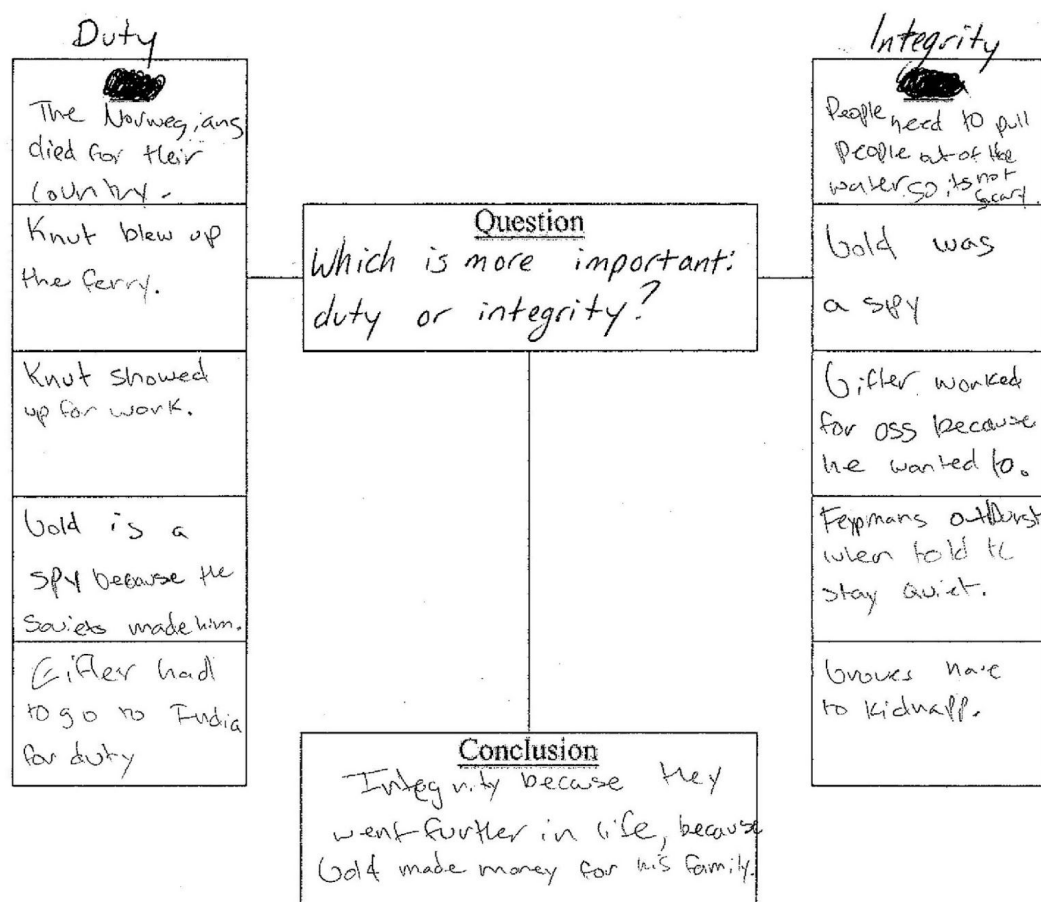 Duty
The Norwegians
died for their
country.
Knut blew up
the ferry.
Knut showed
up for work.
Gold is a
spy because the
Soviets made him.
Eifler had
to go to India
for duty
Question
Which is more important:
duty or integrity?
Conclusion
Integrity because they
went further in life, because
Gold made money for his family.
Integrity
People need to pull
people out of the
water so its not
scary.
Gold was
a spy
Eifler worked
for OSS because
he wanted to.
outburst
when told to
stay quiet.
Groves have
to kidnapp.